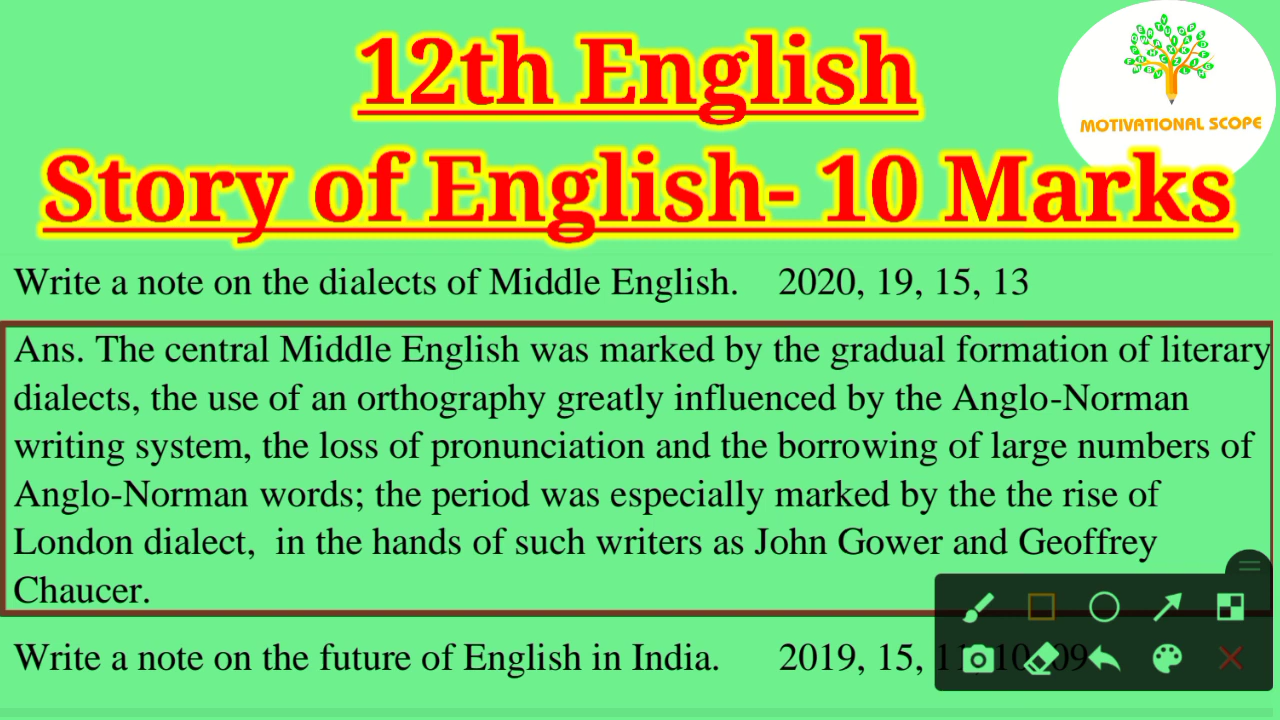 12th English
MOTIVATIONAL SCOPE
Story of English- 10 Marks
Write a note on the dialects of Middle English. 2020, 19, 15, 13
Ans. The central Middle English was marked by the gradual formation of literary
dialects, the use of an orthography greatly influenced by the Anglo-Norman
writing system, the loss of pronunciation and the borrowing of large numbers of
Anglo-Norman words; the period was especially marked by the the rise of
London dialect, in the hands of such writers as John Gower and Geoffrey
Chaucer.
Write a note on the future of English in India. 2019, 15, 10, 09